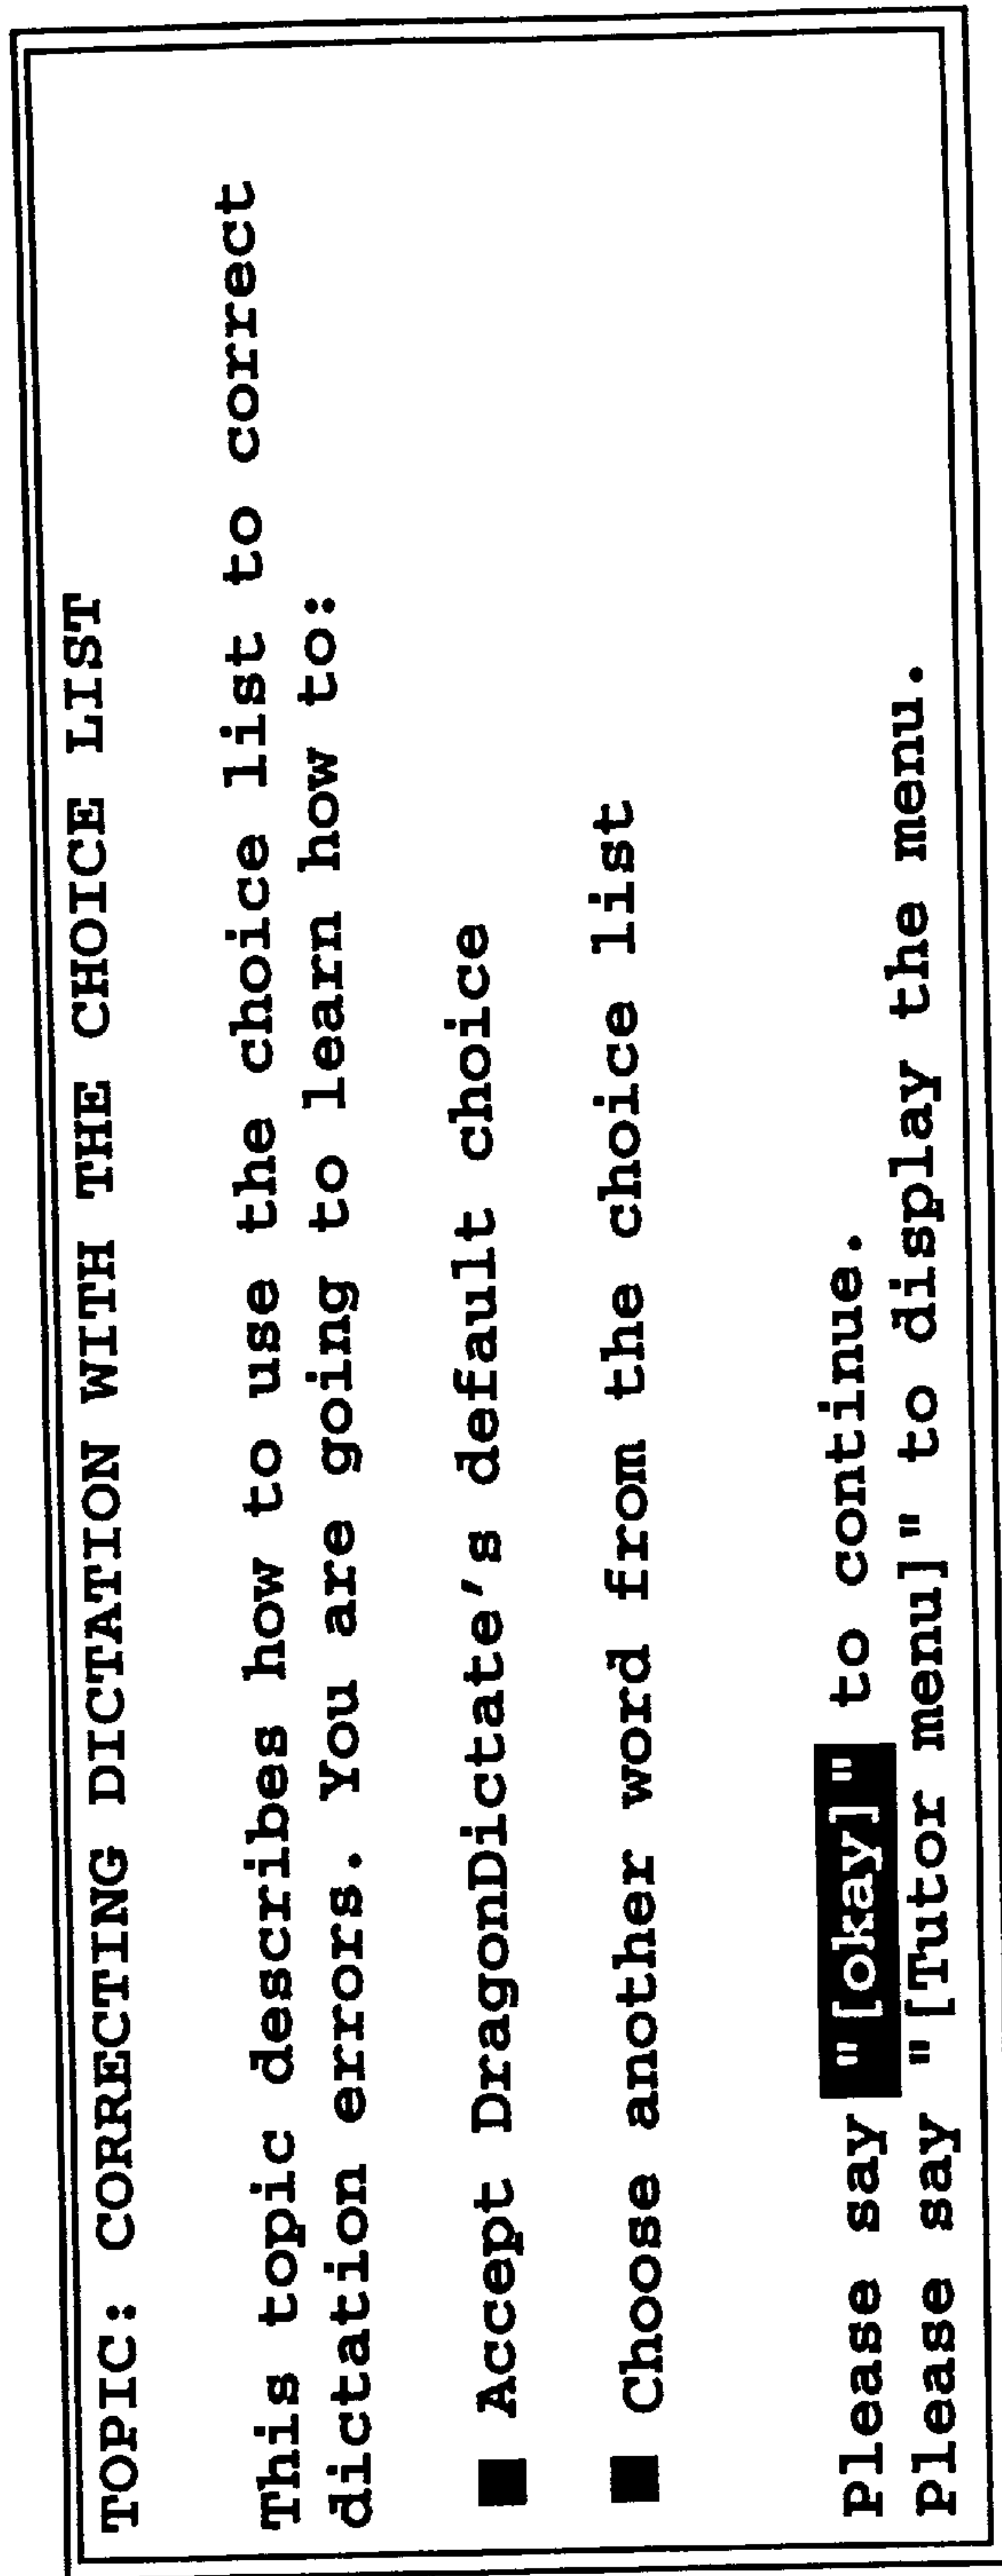 TOPIC: CORRECTING DICTATION WITH THE CHOICE LIST
This topic describes how to use the choice list to correct
dictation errors. You are going to learn how to:
■ Accept DragonDictate's default choice
■ Choose another word from the choice list
Please say "[okay]" to continue.
Please say "[Tutor menu]" to display the menu.